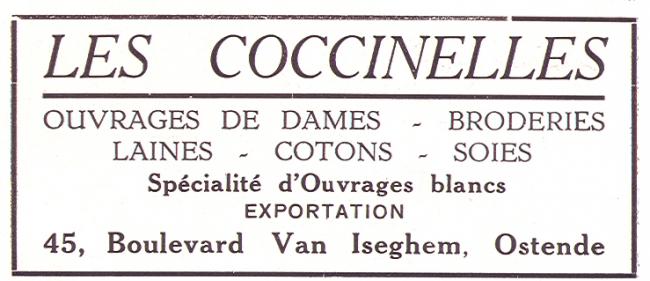 LES COCCINELLES
OUVRAGES DE DAMES - BRODERIES
LAINES - COTONS - SOIES
Spécialité d'Ouvrages blancs
EXPORTATION
45, Boulevard Van Iseghem, Ostende